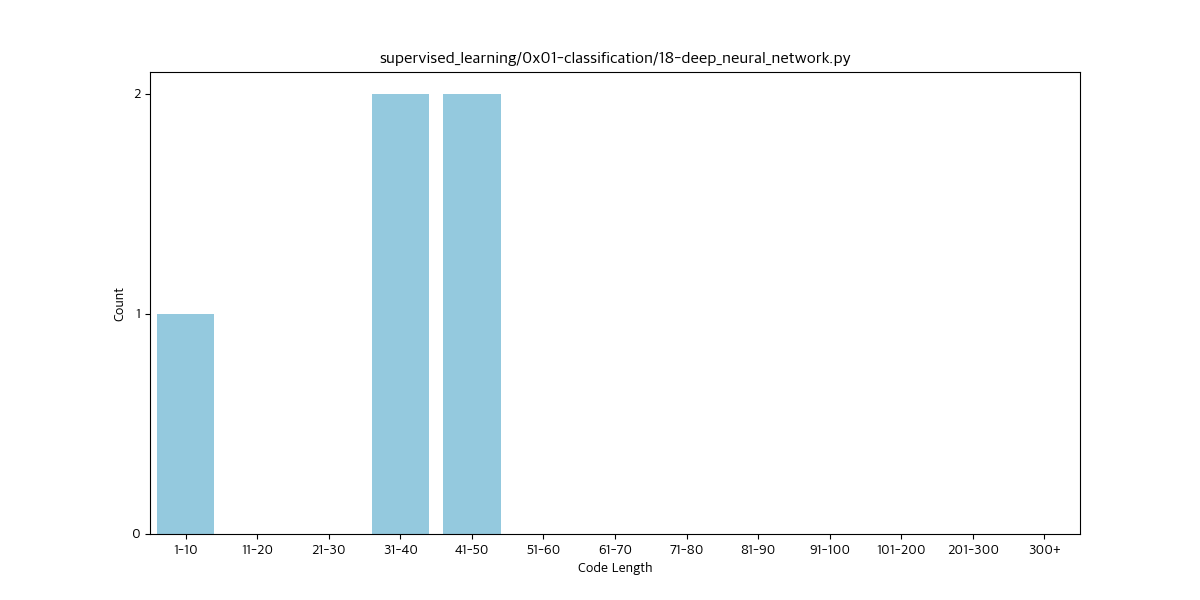 supervised_learning/0x01-classification/18-deep_neural_network.py
2
1
0
Count
1-10 11-20 21-30 31-40 41-50 51-60 61-70 71-80 81-90 91-100 101-200 201-300 300+
Code Length